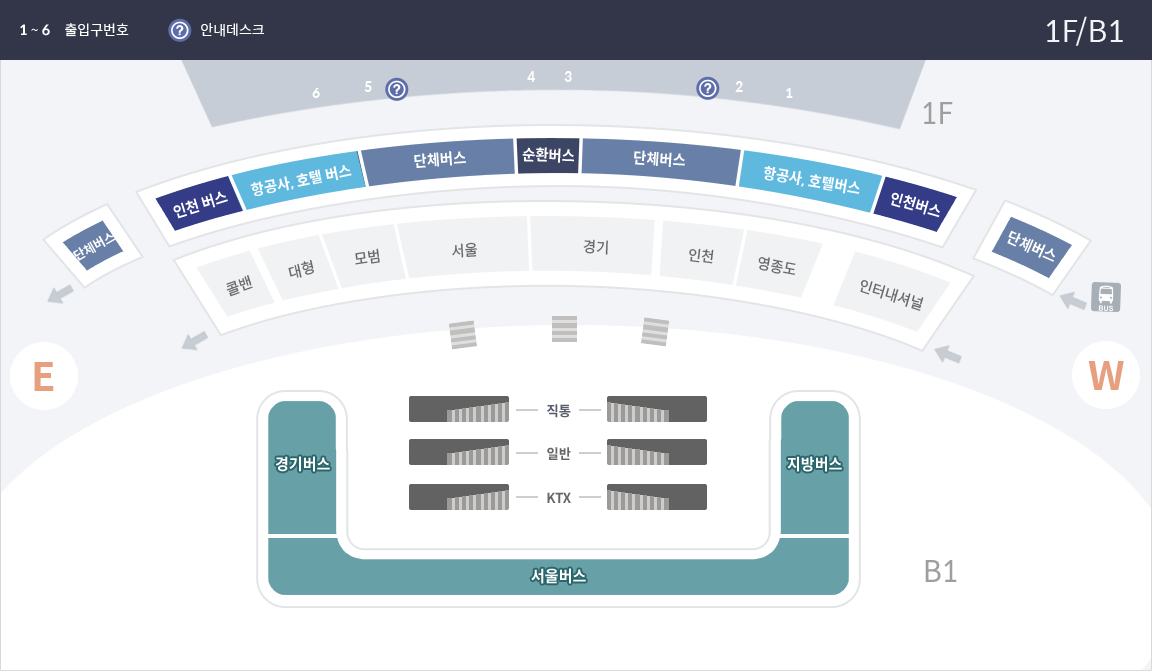 1 ~ 6 출입구번호
? 안내데스크
1F/B1
6
5
?
4
3
?
2
1
1F
인천 버스
항공사, 호텔 버스
단체버스
순환버스
단체버스
항공사, 호텔버스
인천버스
단체버스
단체버스
콜밴
대형
모범
서울
경기
인천
영종도
인터내셔널
BUS
E
W
직통
일반
KTX
경기버스
지방버스
서울버스
B1